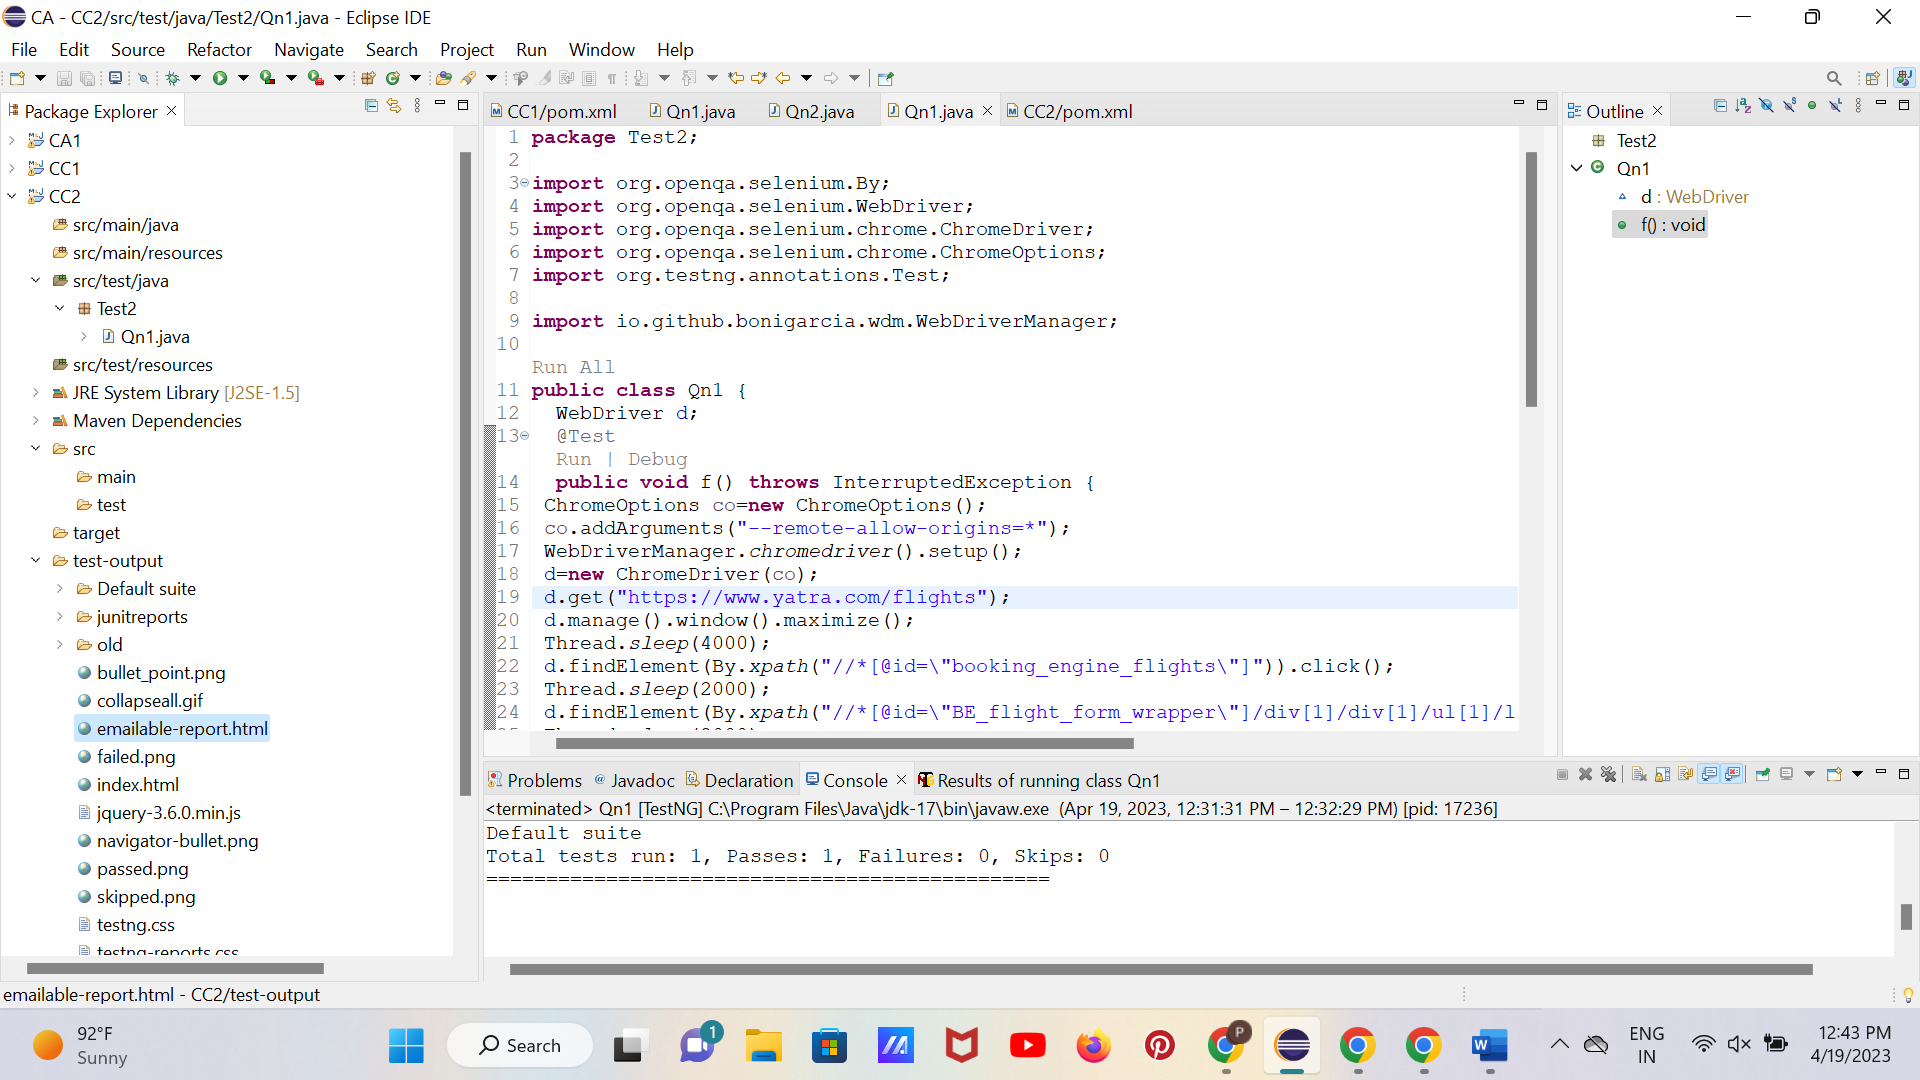 CA - CC2/src/test/java/Test2/Qn1.java - Eclipse IDE
File Edit Source Refactor Navigate Search Project Run Window Help
Package Explorer
CA1
CC1
CC2
src/main/java
src/main/resources
src/test/java
Test2
Qn1.java
src/test/resources
JRE System Library [J2SE-1.5]
Maven Dependencies
src
main
test
target
test-output
Default suite
junitreports
old
bullet_point.png
collapseall.gif
emailable-report.html
failed.png
index.html
jquery-3.6.0.min.js
navigator-bullet.png
passed.png
skipped.png
testng.css
testng-reports.css
CC1/pom.xml Qn1.java Qn2.java Qn1.java CC2/pom.xml
1 package Test2;
2
3 import org.openqa.selenium.By;
4 import org.openqa.selenium.WebDriver;
5 import org.openqa.selenium.chrome.ChromeDriver;
6 import org.openqa.selenium.chrome.ChromeOptions;
7 import org.testng.annotations.Test;
8
9 import io.github.bonigarcia.wdm.WebDriverManager;
10
Run All
11 public class Qn1 {
12 WebDriver d;
13 @Test
Run | Debug
14 public void f() throws InterruptedException {
15 ChromeOptions co=new ChromeOptions();
16 co.addArguments("--remote-allow-origins=*");
17 WebDriverManager.chromedriver().setup();
18 d=new ChromeDriver(co);
19 d.get("https://www.yatra.com/flights");
20 d.manage().window().maximize();
21 Thread.sleep(4000);
22 d.findElement(By.xpath("//*[@id=\"booking_engine_flights\"]")).click();
23 Thread.sleep(2000);
24 d.findElement(By.xpath("//*[@id=\"BE_flight_form_wrapper\"]/div[1]/div[1]/ul[1]/l
Outline
Test2
Qn1
d : WebDriver
f() : void
Problems Javadoc Declaration Console Results of running class Qn1
<terminated> Qn1 [TestNG] C:\Program Files\Java\jdk-17\bin\javaw.exe (Apr 19, 2023, 12:31:31 PM – 12:32:29 PM) [pid: 17236]
Default suite
Total tests run: 1, Passes: 1, Failures: 0, Skips: 0
===============================================
emailable-report.html - CC2/test-output
92°F
Sunny
Search
1
P
W
ENG
IN
12:43 PM
4/19/2023